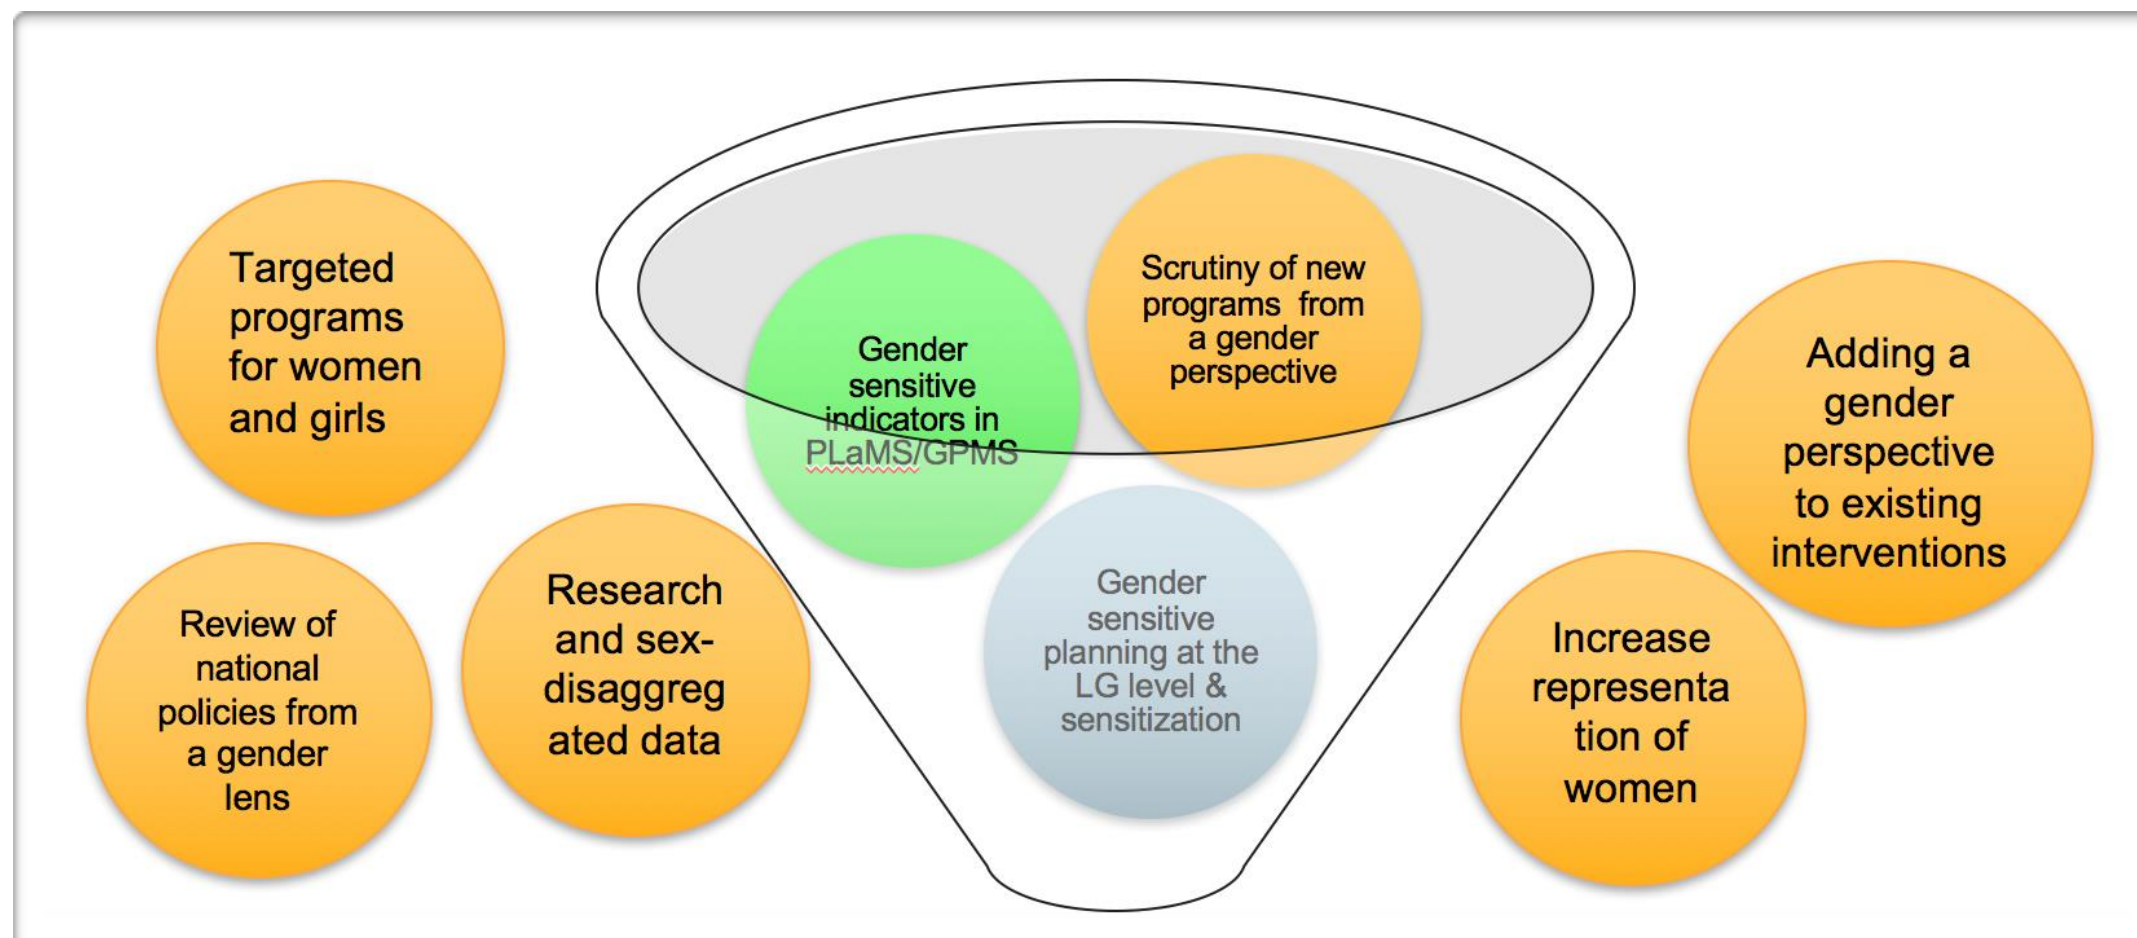 Targeted
programs
for women
and girls
Review of
national
policies from
a gender
lens
Research
and sex-
disaggreg
ated data
Gender
sensitive
indicators in
PLaMS/GPMS
Scrutiny of new
programs  from
a gender
perspective
Gender
sensitive
planning at the
LG level &
sensitization
Adding a
gender
perspective
to existing
interventions
Increase
representa
tion of
women